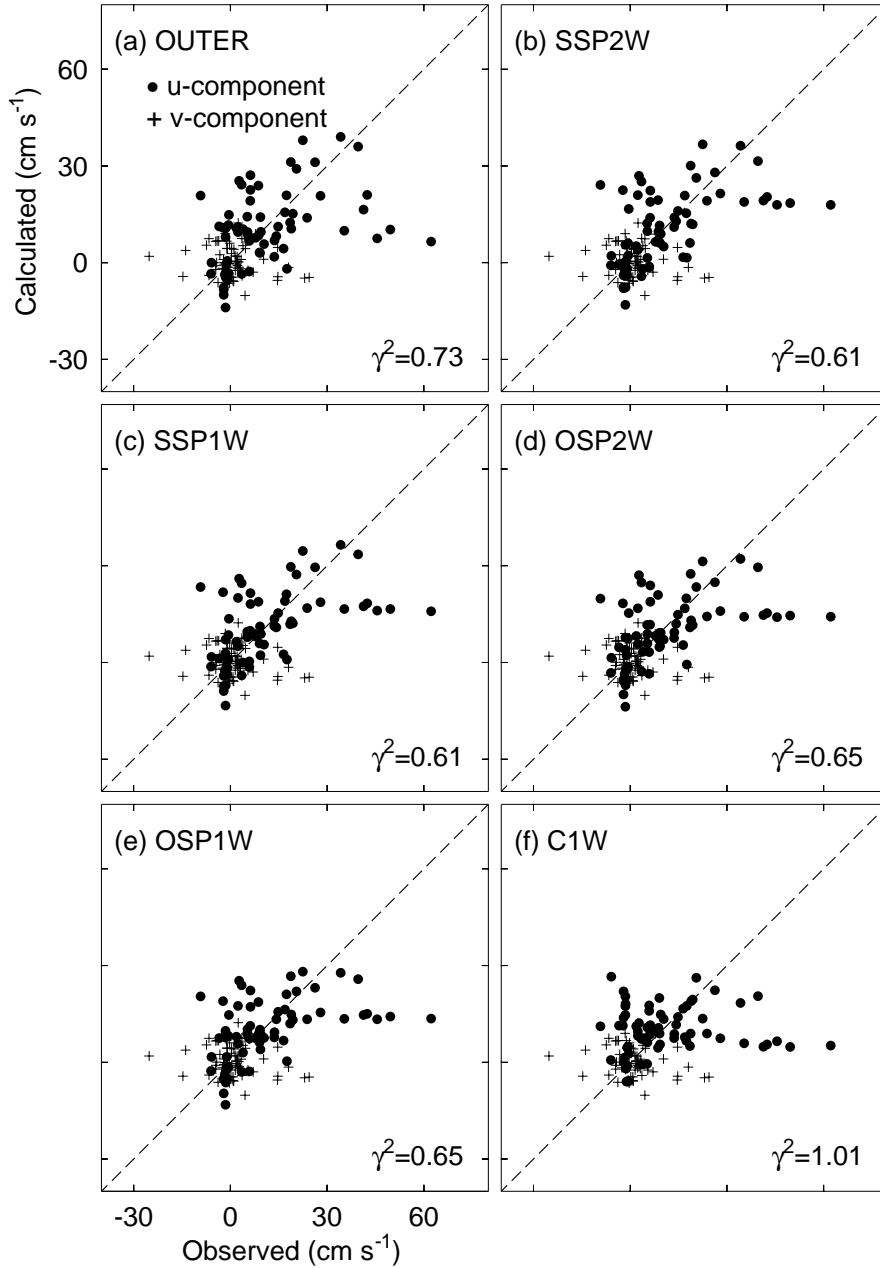 (a) OUTER
u-component
v-component
60
30
0
-30
Calculated (cm s⁻¹)
γ²=0.73
(b) SSP2W
γ²=0.61
(c) SSP1W
γ²=0.61
(d) OSP2W
γ²=0.65
(e) OSP1W
γ²=0.65
(f) C1W
γ²=1.01
-30 0 30 60
Observed (cm s⁻¹)